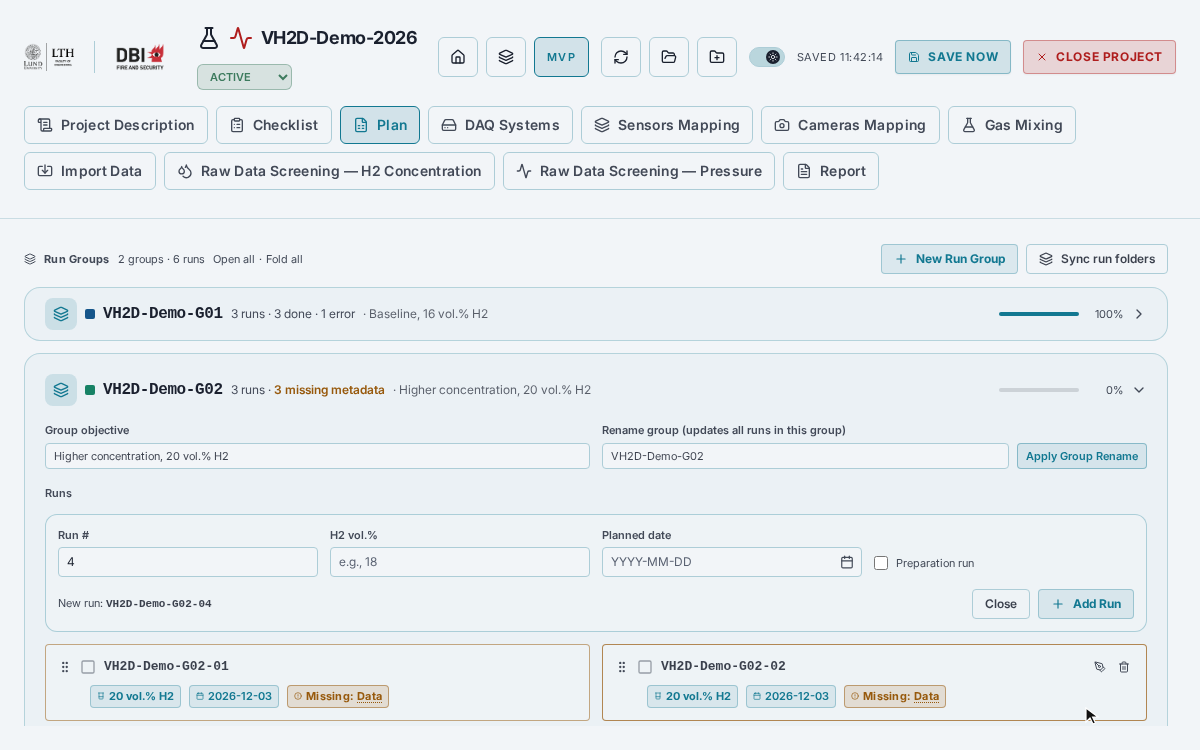 LUND UNIVERSITY
LTH
DBI
FIRE AND SECURITY
VH2D-Demo-2026
ACTIVE
MVP
SAVED 11:42:14
SAVE NOW
CLOSE PROJECT
Project Description
Checklist
Plan
DAQ Systems
Sensors Mapping
Cameras Mapping
Gas Mixing
Import Data
Raw Data Screening — H2 Concentration
Raw Data Screening — Pressure
Report
Run Groups 2 groups · 6 runs Open all · Fold all
New Run Group
Sync run folders
VH2D-Demo-G01 3 runs · 3 done · 1 error · Baseline, 16 vol.% H2 100%
VH2D-Demo-G02 3 runs · 3 missing metadata · Higher concentration, 20 vol.% H2 0%
Group objective
Rename group (updates all runs in this group)
Higher concentration, 20 vol.% H2
VH2D-Demo-G02
Apply Group Rename
Runs
Run #
H2 vol.%
Planned date
4
e.g., 18
YYYY-MM-DD
Preparation run
New run: VH2D-Demo-G02-04
Close
Add Run
VH2D-Demo-G02-01
20 vol.% H2 2026-12-03 Missing: Data
VH2D-Demo-G02-02
20 vol.% H2 2026-12-03 Missing: Data